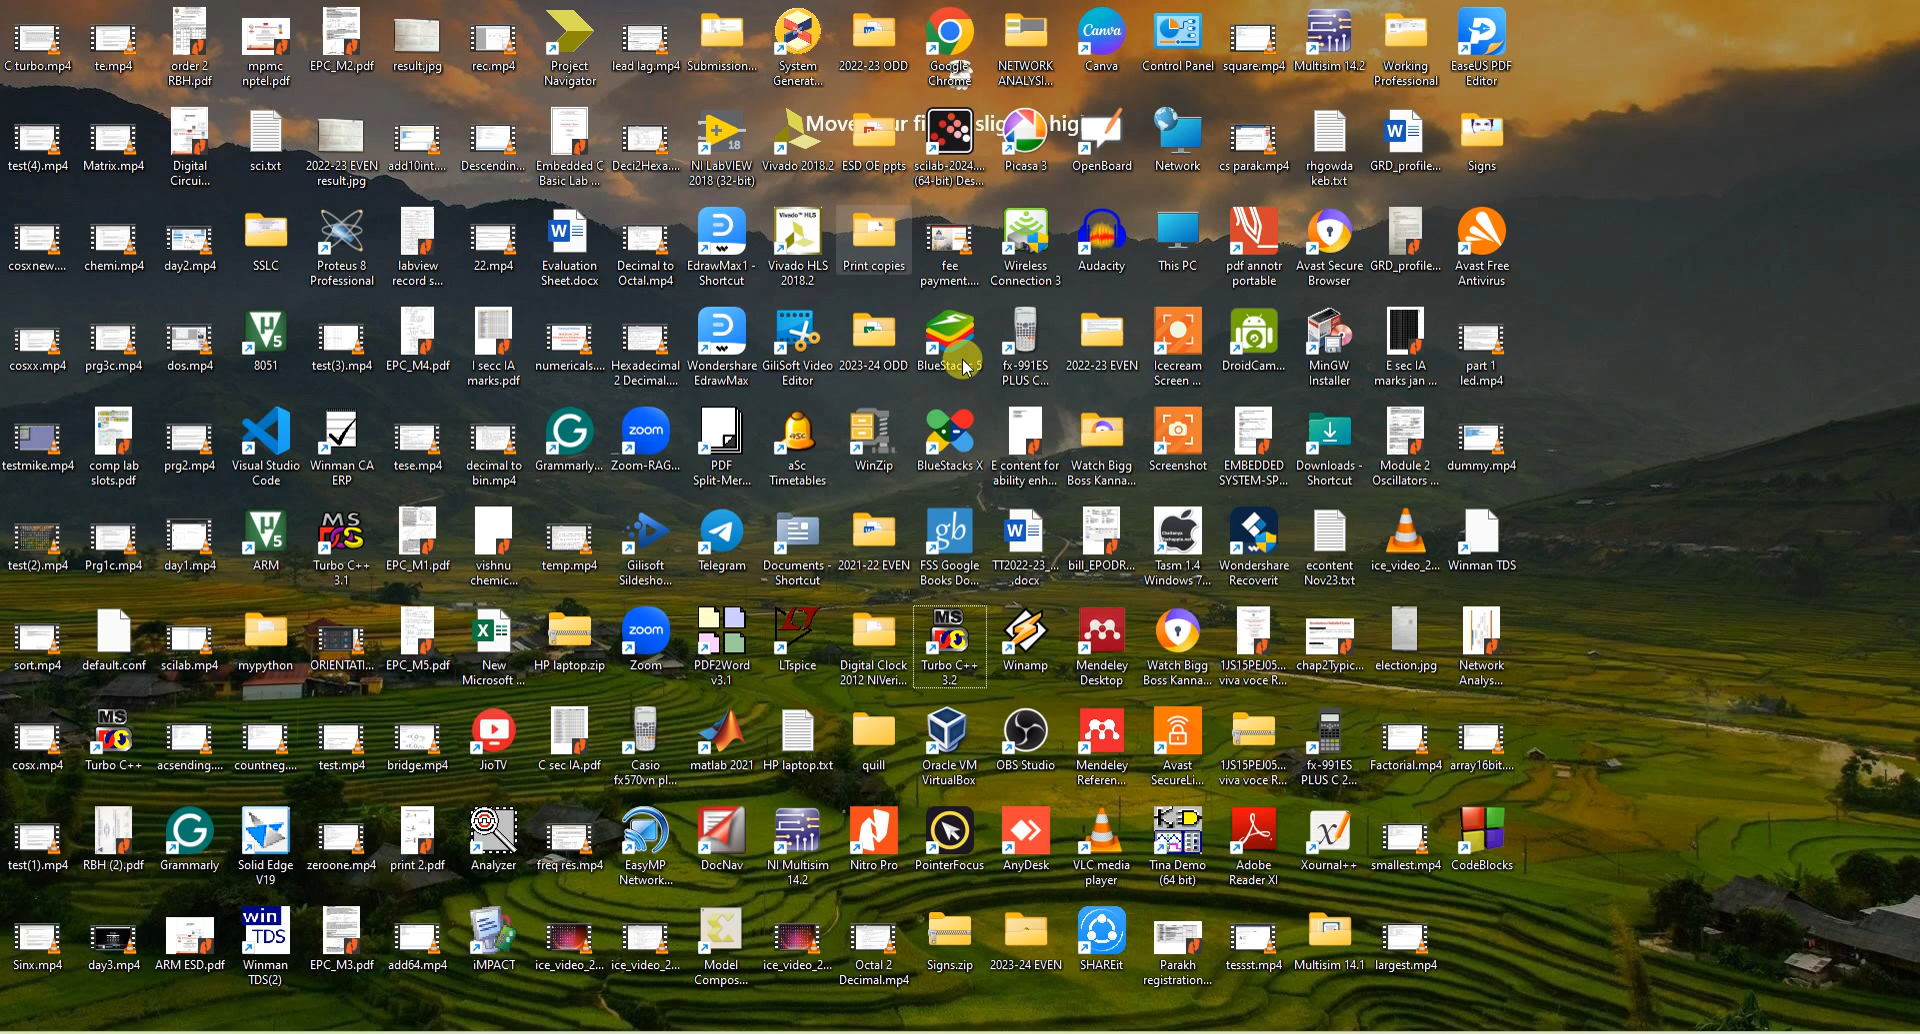 C turbo.mp4
te.mp4
order 2
RBH.pdf
mpmc
nptel.pdf
EPC_M2.pdf
result.jpg
rec.mp4
Project
Navigator
lead lag.mp4
Submission...
System
Generat...
2022-23 ODD
Google
Chrome
NETWORK
ANALYSI...
Canva
Control Panel
square.mp4
Multisim 14.2
Working
Professional
EaseUS PDF
Editor
test(4).mp4
Matrix.mp4
Digital
Circui...
sci.txt
2022-23 EVEN
result.jpg
add10int....
Descendin...
Embedded C
Basic Lab ...
Deci2Hexa....
NI LabVIEW
2018 (32-bit)
Vivado 2018.2
ESD OE ppts
scilab-2024....
(64-bit) Des...
Picasa 3
OpenBoard
Network
cs parak.mp4
rhgowda
keb.txt
GRD_profile...
Signs
cosxnew....
chemi.mp4
day2.mp4
SSLC
Proteus 8
Professional
labview
record s...
22.mp4
Evaluation
Sheet.docx
Decimal to
Octal.mp4
EdrawMax1 -
Shortcut
Vivado HLS
2018.2
Print copies
fee
payment....
Wireless
Connection 3
Audacity
This PC
pdf annotr
portable
Avast Secure
Browser
GRD_profile...
Avast Free
Antivirus
cosxx.mp4
prg3c.mp4
dos.mp4
8051
test(3).mp4
EPC_M4.pdf
I secc IA
marks.pdf
numericals....
Hexadecimal
2 Decimal....
Wondershare
EdrawMax
GiliSoft Video
Editor
2023-24 ODD
BlueStacks 5
fx-991ES
PLUS C...
2022-23 EVEN
Icecream
Screen ...
DroidCam...
MinGW
Installer
E sec IA
marks jan ...
part 1
led.mp4
testmike.mp4
comp lab
slots.pdf
prg2.mp4
Visual Studio
Code
Winman CA
ERP
tese.mp4
decimal to
bin.mp4
Grammarly...
Zoom-RAG...
PDF
Split-Mer...
aSc
Timetables
WinZip
BlueStacks X
E content for
ability enh...
Watch Bigg
Boss Kanna...
Screenshot
EMBEDDED
SYSTEM-SP...
Downloads -
Shortcut
Module 2
Oscillators ...
dummy.mp4
test(2).mp4
Prg1c.mp4
day1.mp4
ARM
Turbo C++
3.1
EPC_M1.pdf
vishnu
chemic...
temp.mp4
Gilisoft
Sildesho...
Telegram
Documents -
Shortcut
2021-22 EVEN
FSS Google
Books Do...
TT2022-23_...
.docx
bill_EPODR...
Tasm 1.4
Windows 7...
Wondershare
Recoverit
econtent
Nov23.txt
ice_video_2...
Winman TDS
sort.mp4
default.conf
scilab.mp4
mypython
ORIENTATI...
EPC_M5.pdf
New
Microsoft ...
HP laptop.zip
Zoom
PDF2Word
v3.1
LTspice
Digital Clock
2012 NIVeri...
Turbo C++
3.2
Winamp
Mendeley
Desktop
Watch Bigg
Boss Kanna...
1JS15PEJ05...
viva voce R...
chap2Typic...
election.jpg
Network
Analys...
cosx.mp4
Turbo C++
acsending....
countneg....
test.mp4
bridge.mp4
JioTV
C sec IA.pdf
Casio
fx570vn pl...
matlab 2021
HP laptop.txt
quill
Oracle VM
VirtualBox
OBS Studio
Mendeley
Referen...
Avast
SecureLi...
1JS15PEJ05...
viva voce R...
fx-991ES
PLUS C 2...
Factorial.mp4
array16bit....
test(1).mp4
RBH (2).pdf
Grammarly
Solid Edge
V19
zeroone.mp4
print 2.pdf
Analyzer
freq res.mp4
EasyMP
Network...
DocNav
NI Multisim
14.2
Nitro Pro
PointerFocus
AnyDesk
VLC media
player
Tina Demo
(64 bit)
Adobe
Reader XI
Xournal++
smallest.mp4
CodeBlocks
Sinx.mp4
day3.mp4
ARM ESD.pdf
Winman
TDS(2)
EPC_M3.pdf
add64.mp4
iMPACT
ice_video_2...
ice_video_2...
Model
Compos...
ice_video_2...
Octal 2
Decimal.mp4
Signs.zip
2023-24 EVEN
SHAREit
Parakh
registration...
tessst.mp4
Multisim 14.1
largest.mp4